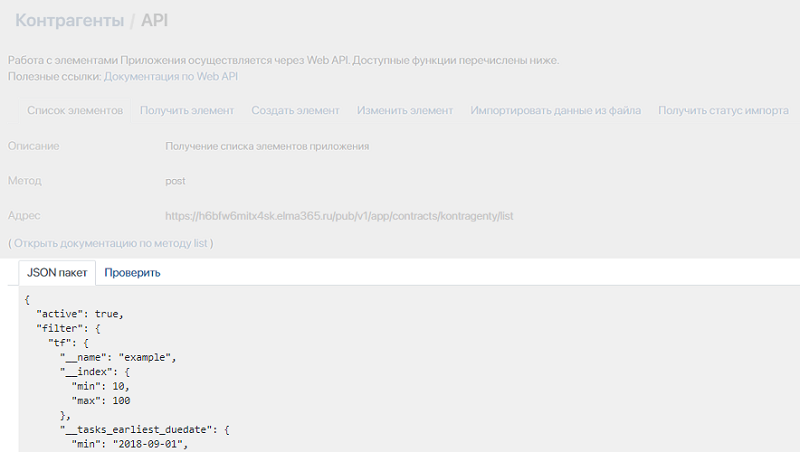 Контрагенты / API
Работа с элементами Приложения осуществляется через Web API. Доступные функции перечислены ниже.
Полезные ссылки: Документация по Web API
Список элементов Получить элемент Создать элемент Изменить элемент Импортировать данные из файла Получить статус импорта
Описание Получение списка элементов приложения
Метод post
Адрес https://h6bfw6mitx4sk.elma365.ru/pub/v1/app/contracts/kontragenty/list
( Открыть документацию по методу list )
JSON пакет Проверить
{
"active": true,
"filter": {
"tf": {
"__name": "example",
"__index": {
"min": 10,
"max": 100
},
"__tasks_earliest_duedate": {
"min": "2018-09-01",